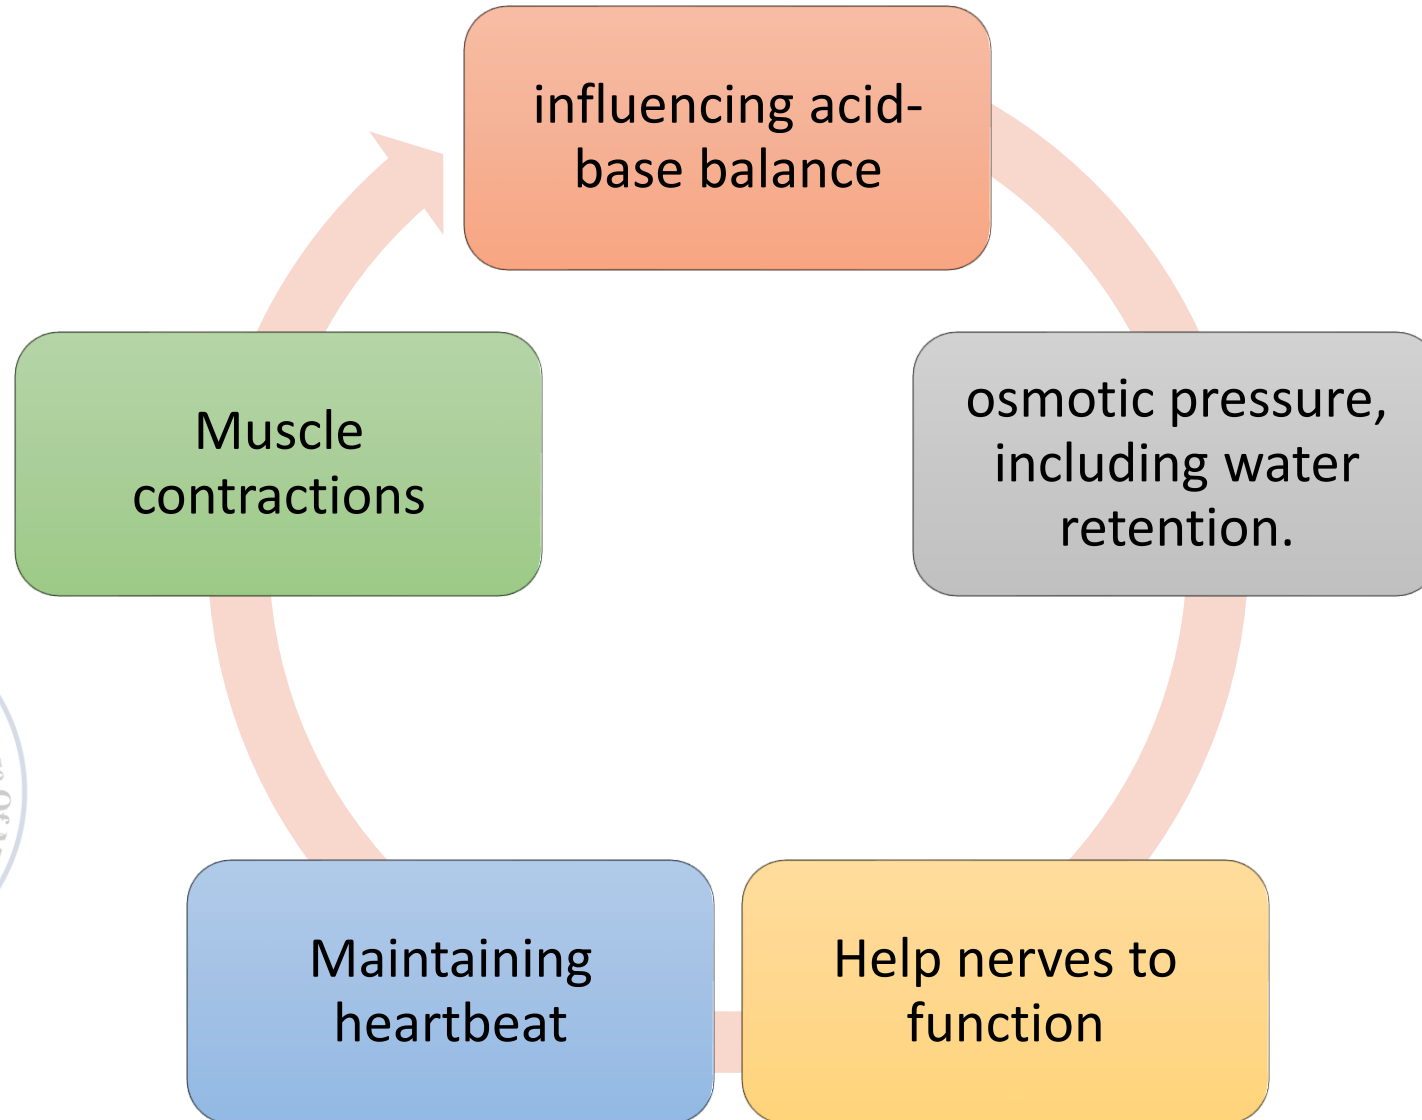 influencing acid-
base balance
osmotic pressure,
including water
retention.
Help nerves to
function
Maintaining
heartbeat
Muscle
contractions